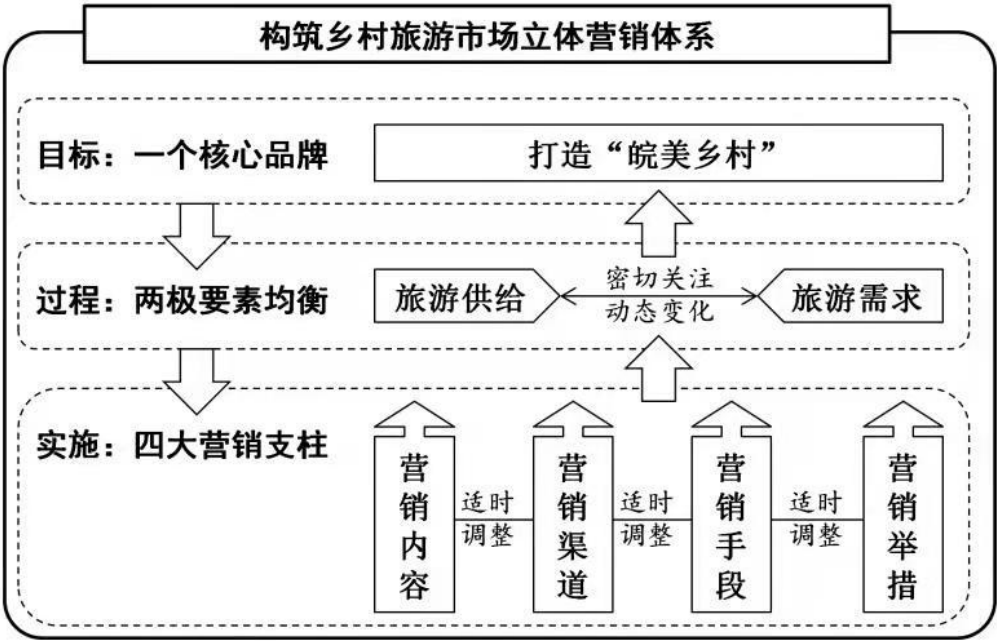 构筑乡村旅游市场立体营销体系
目标：一个核心品牌
打造“皖美乡村”
过程：两极要素均衡
旅游供给
密切关注
动态变化
旅游需求
实施：四大营销支柱
营销内容
适时
调整
营销渠道
适时
调整
营销手段
适时
调整
营销举措